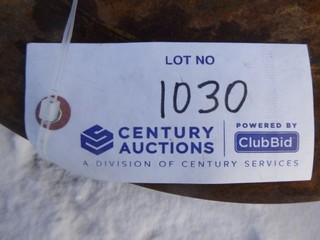 LOT NO
1030
CENTURY AUCTIONS
POWERED BY
ClubBid
A DIVISION OF CENTURY SERVICES